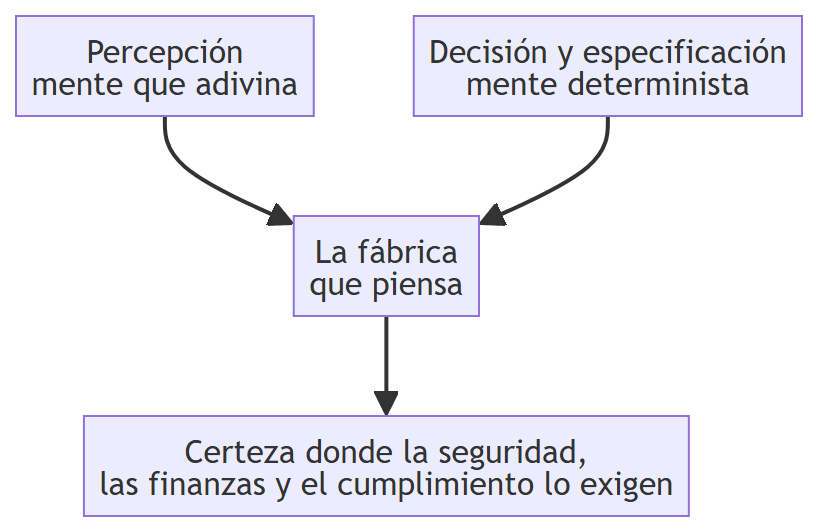 Percepción
mente que adivina
Decisión y especificación
mente determinista
La fábrica
que piensa
Certeza donde la seguridad,
las finanzas y el cumplimiento lo exigen